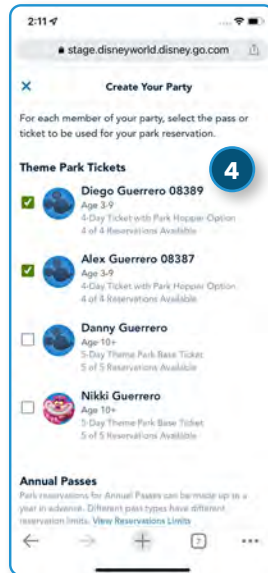 2:11
stage.disneyworld.disney.go.com
Create Your Party
For each member of your party, select the pass or
ticket to be used for your park reservation.
Theme Park Tickets
4
Diego Guerrero 08389
Age 3-9
4-Day Ticket with Park Hopper Option
4 of 4 Reservations Available
Alex Guerrero 08387
Age 3-9
4-Day Ticket with Park Hopper Option
4 of 4 Reservations Available
Danny Guerrero
Age 10+
5-Day Theme Park Base Ticket
5 of 5 Reservations Available
Nikki Guerrero
Age 10+
5-Day Theme Park Base Ticket
5 of 5 Reservations Available
Annual Passes
Park reservations for Annual Passes can be made up to a
year in advance. Different pass types have different
reservation limits. View Reservations Limits
7